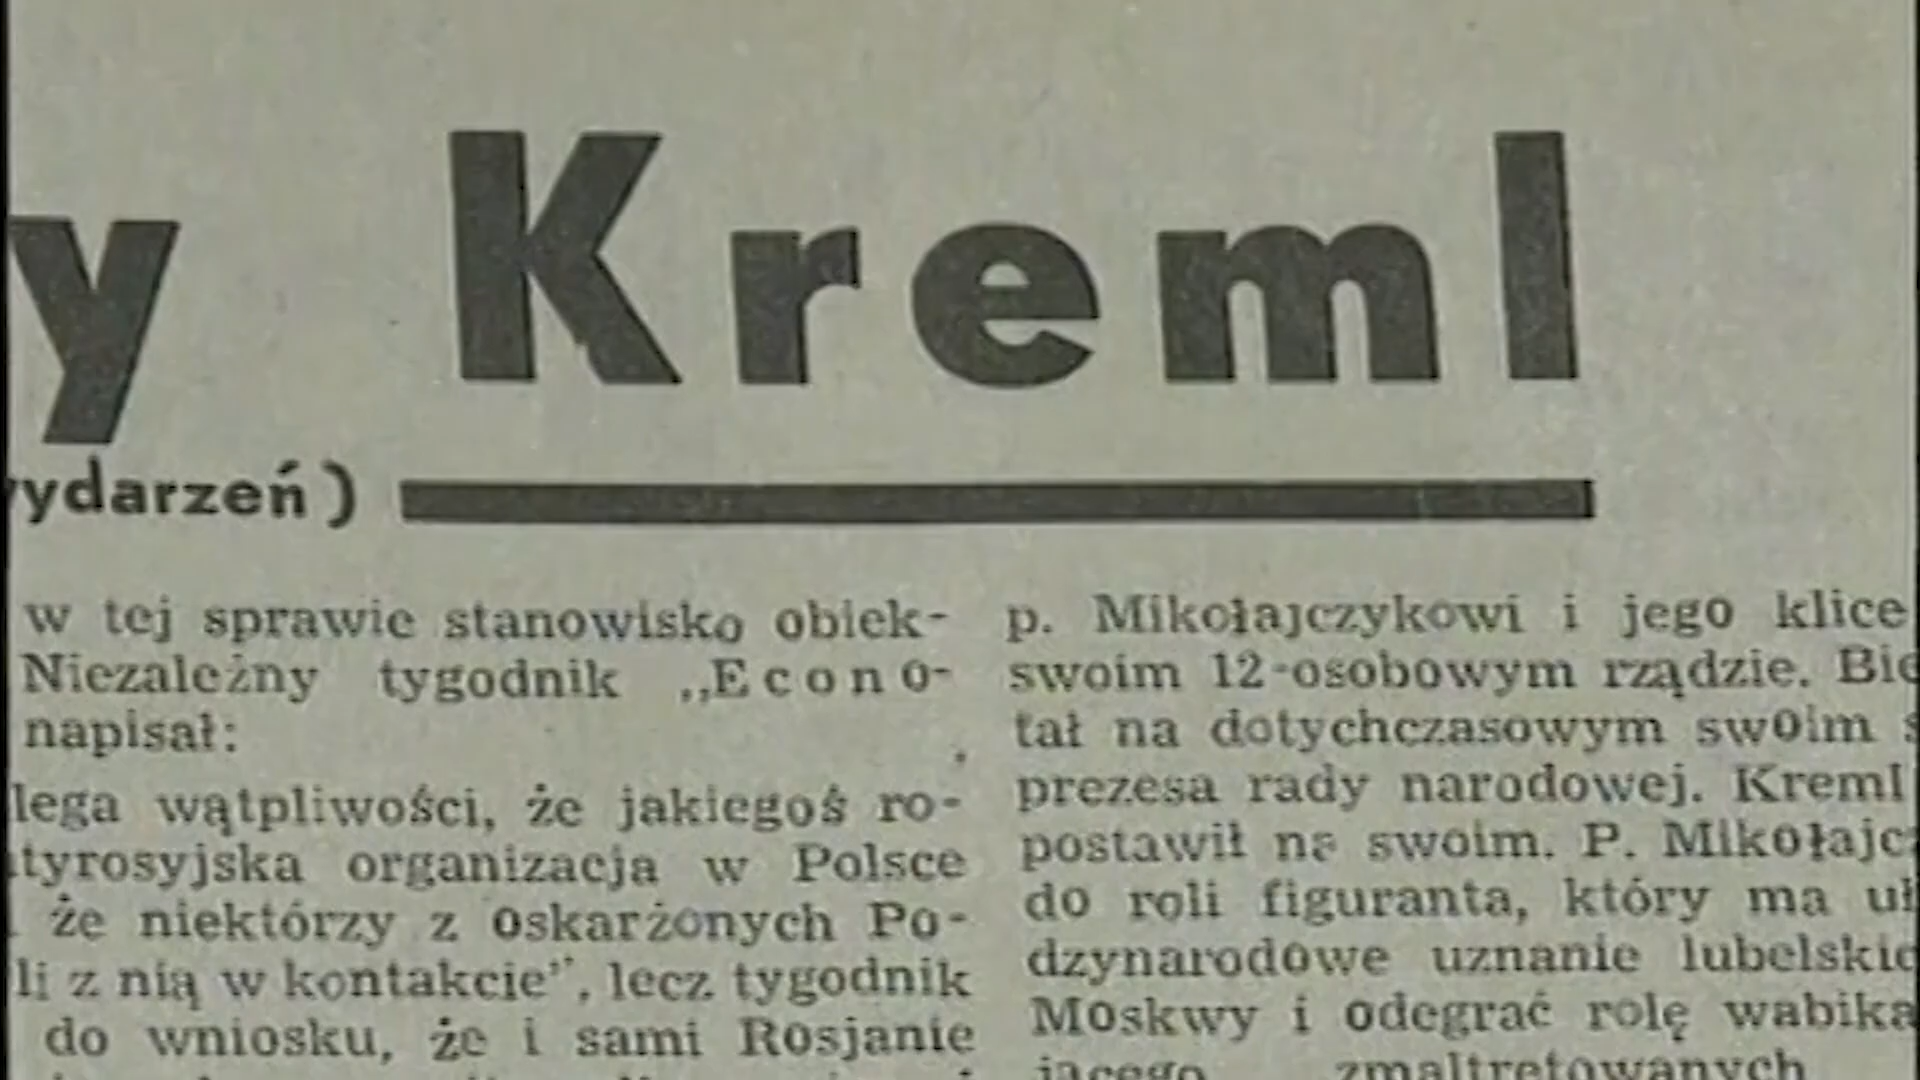 y Kreml
ydarzeń)
w tej sprawie stanowisko obiek-
Niezależny tygodnik „Econo-
napisał:
lega wątpliwości, że jakiegoś ro-
tyrosyjska organizacja w Polsce
że niektórzy z oskarżonych Po-
li z nią w kontakcie”, lecz tygodnik
do wniosku, że i sami Rosjanie
p. Mikołajczykowi i jego klice
swoim 12-osobowym rządzie. Bie
tał na dotychczasowym swoim s
prezesa rady narodowej. Kreml
postawił na swoim. P. Mikołajc
do roli figuranta, który ma uł
dzynarodowe uznanie lubelskic
Moskwy i odegrać rolę wabika
jącego zmaltretowanych